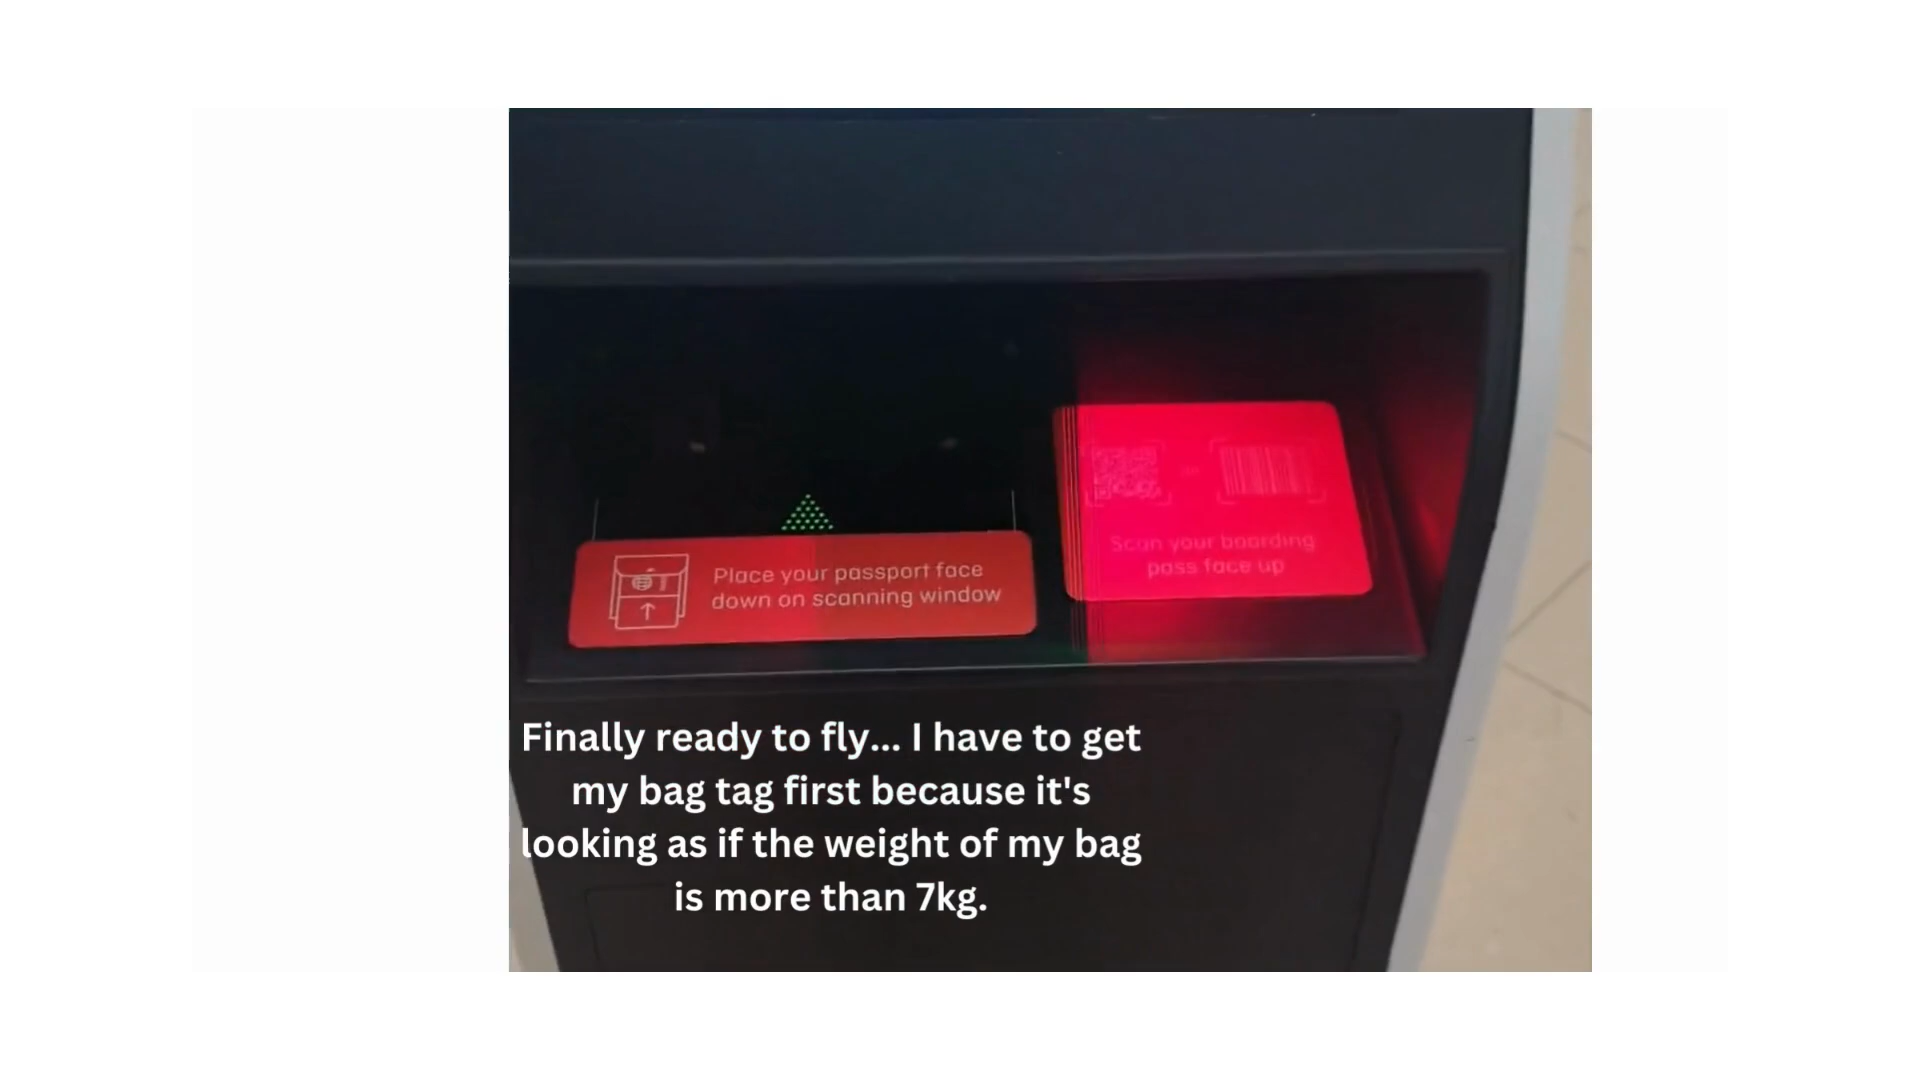 Place your passport face
down on scanning window
or
Scan your boarding
pass face up
Finally ready to fly... I have to get
my bag tag first because it's
looking as if the weight of my bag
is more than 7kg.